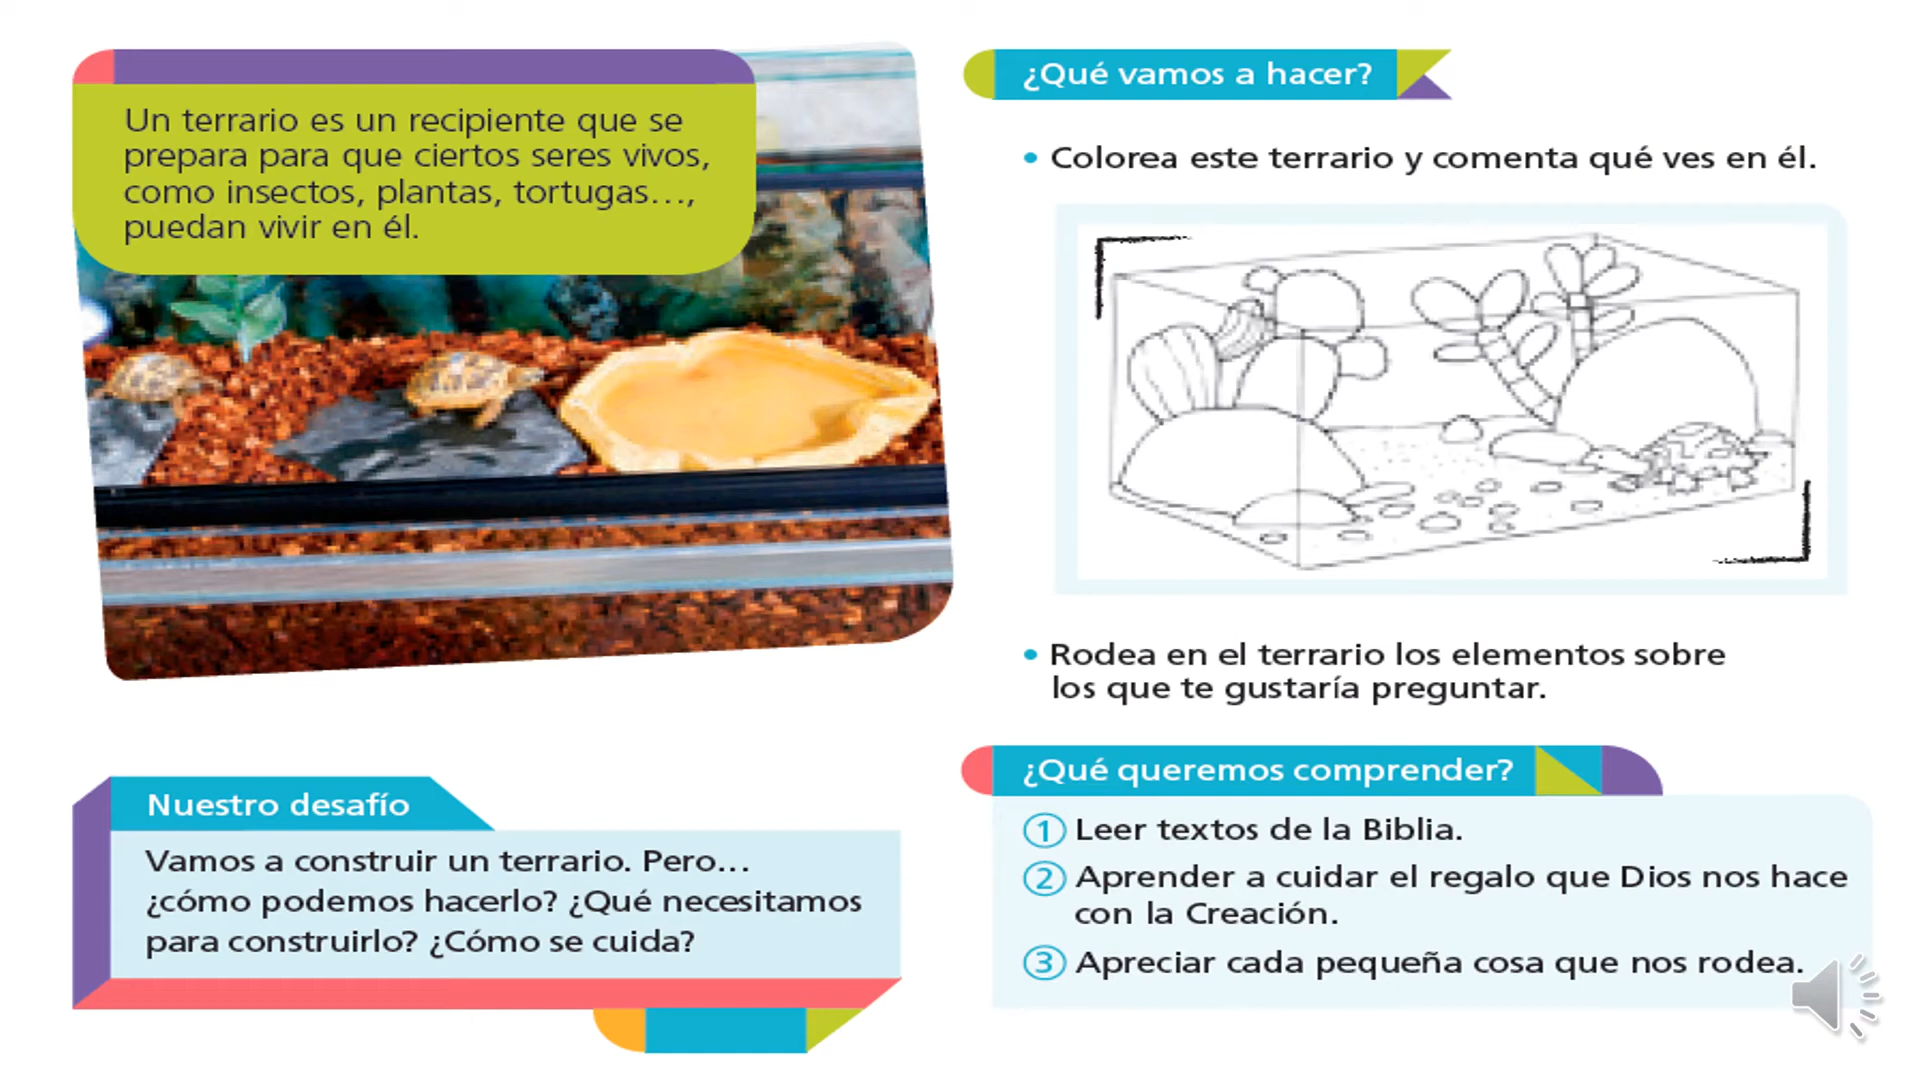 Un terrario es un recipiente que se
prepara para que ciertos seres vivos,
como insectos, plantas, tortugas...,
puedan vivir en él.
Nuestro desafío
Vamos a construir un terrario. Pero...
¿cómo podemos hacerlo? ¿Qué necesitamos
para construirlo? ¿Cómo se cuida?
¿Qué vamos a hacer?
• Colorea este terrario y comenta qué ves en él.
• Rodea en el terrario los elementos sobre
los que te gustaría preguntar.
¿Qué queremos comprender?
1 Leer textos de la Biblia.
2 Aprender a cuidar el regalo que Dios nos hace
con la Creación.
3 Apreciar cada pequeña cosa que nos rodea.